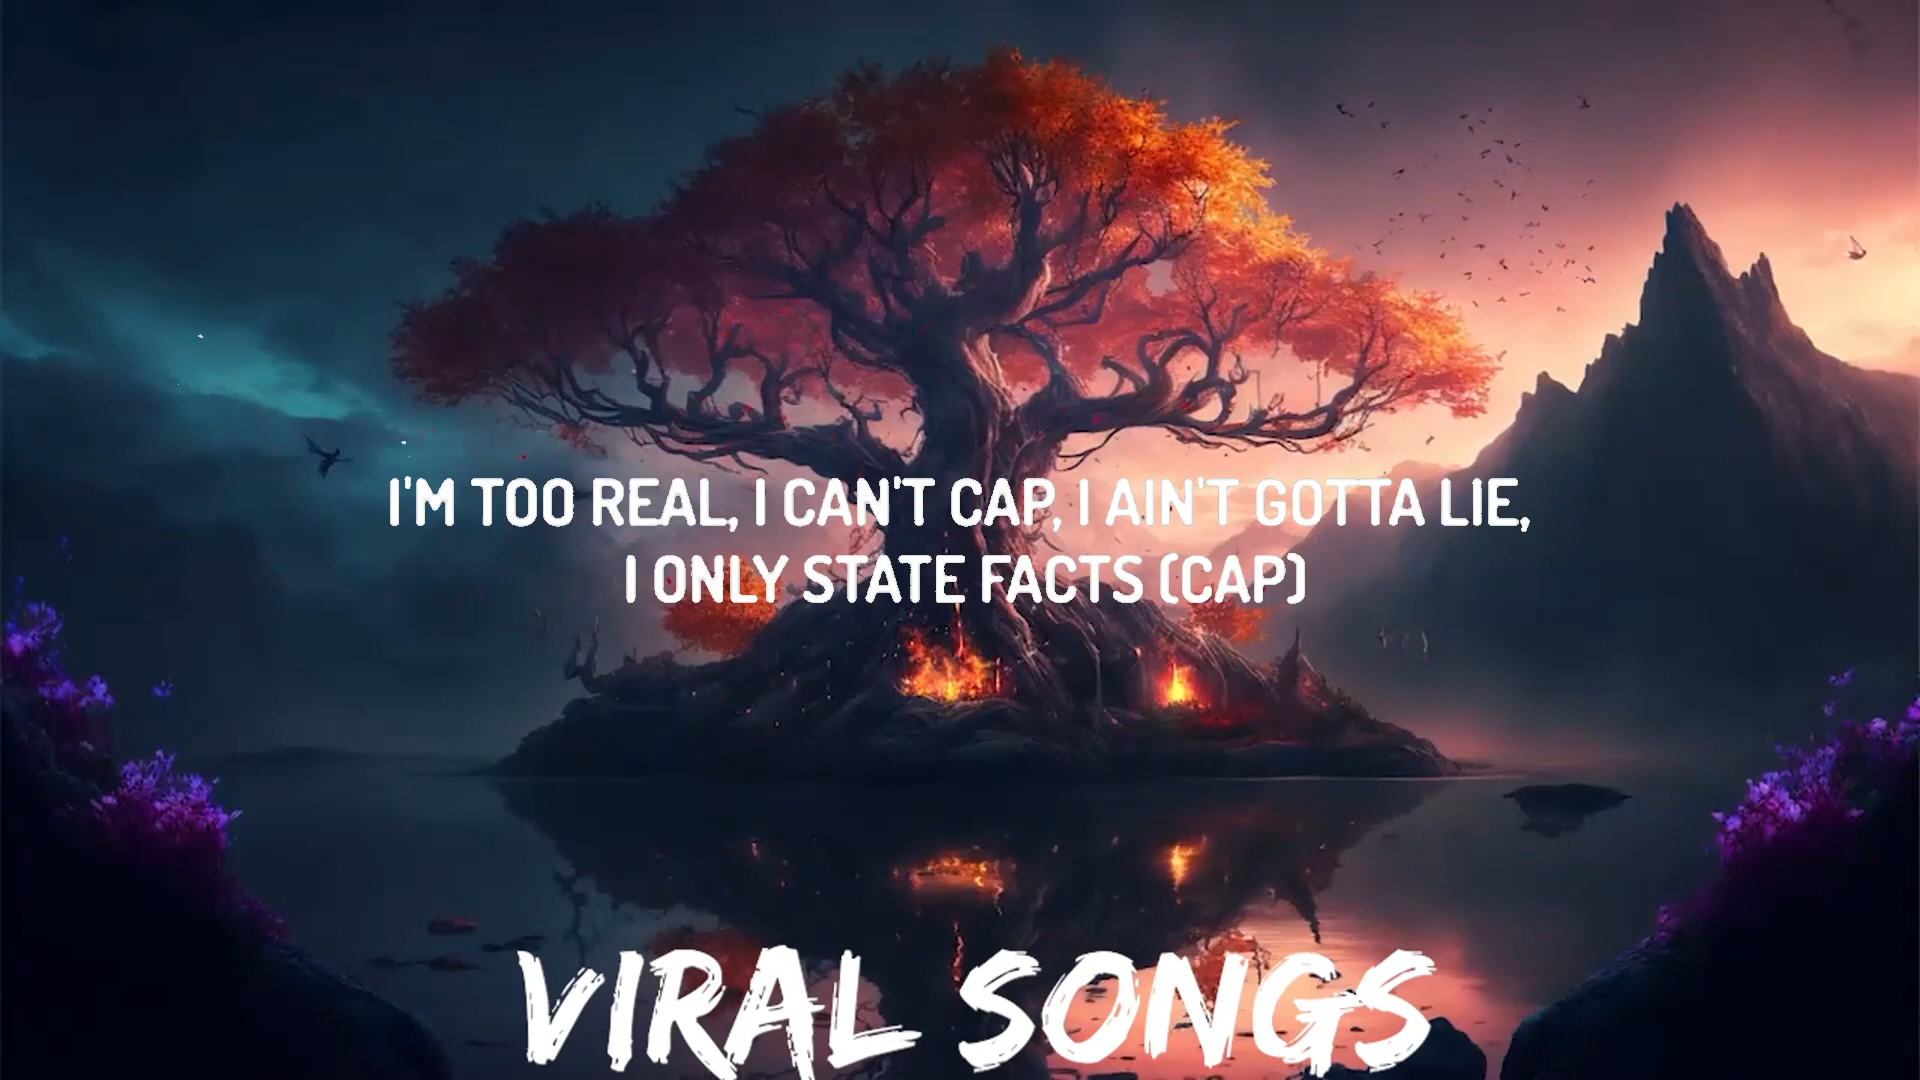 I'M TOO REAL, I CAN'T CAP, I AIN'T GOTTA LIE,
I ONLY STATE FACTS (CAP)
VIRAL SONGS